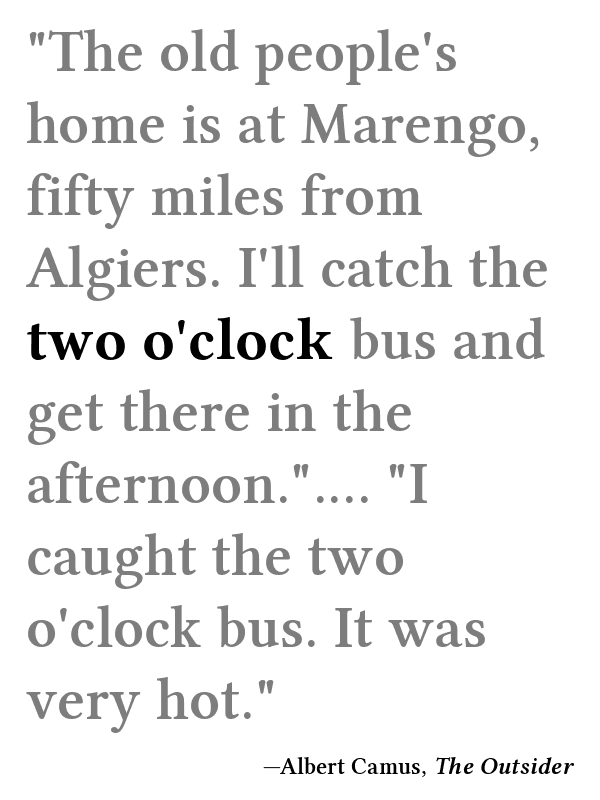 "The old people's
home is at Marengo,
fifty miles from
Algiers. I'll catch the
two o'clock bus and
get there in the
afternoon.".... "I
caught the two
o'clock bus. It was
very hot."
—Albert Camus, The Outsider